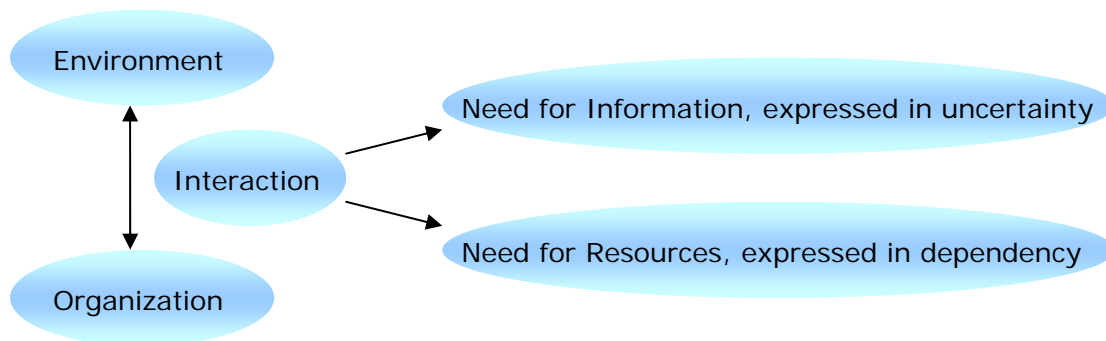 Environment
Need for Information, expressed in uncertainty
Interaction
Need for Resources, expressed in dependency
Organization